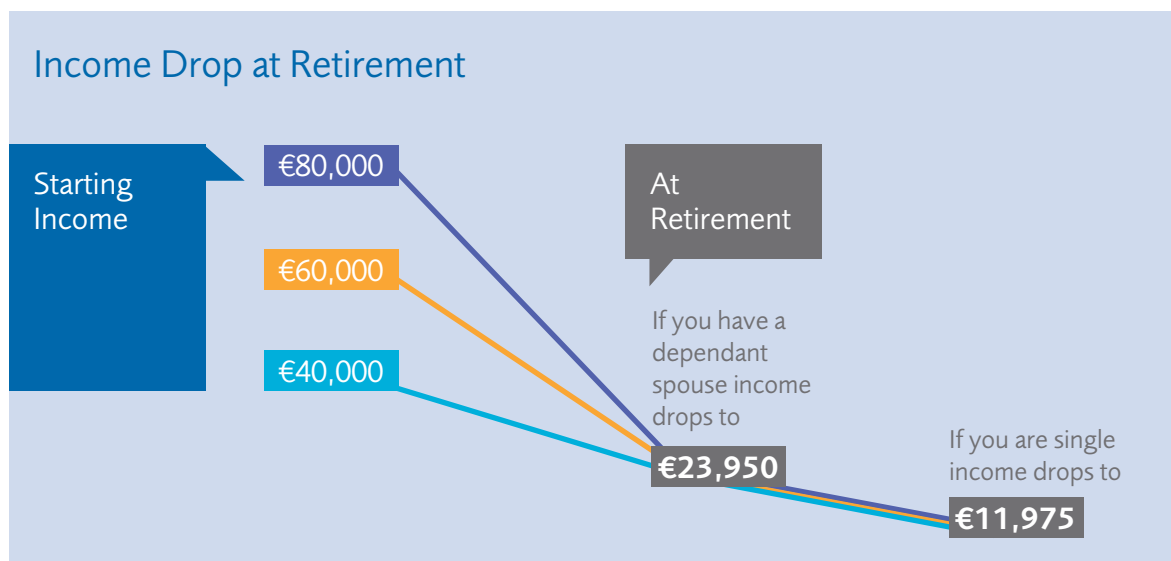 Income Drop at Retirement
Starting
Income
€80,000
€60,000
€40,000
At
Retirement
If you have a
dependant
spouse income
drops to
€23,950
If you are single
income drops to
€11,975